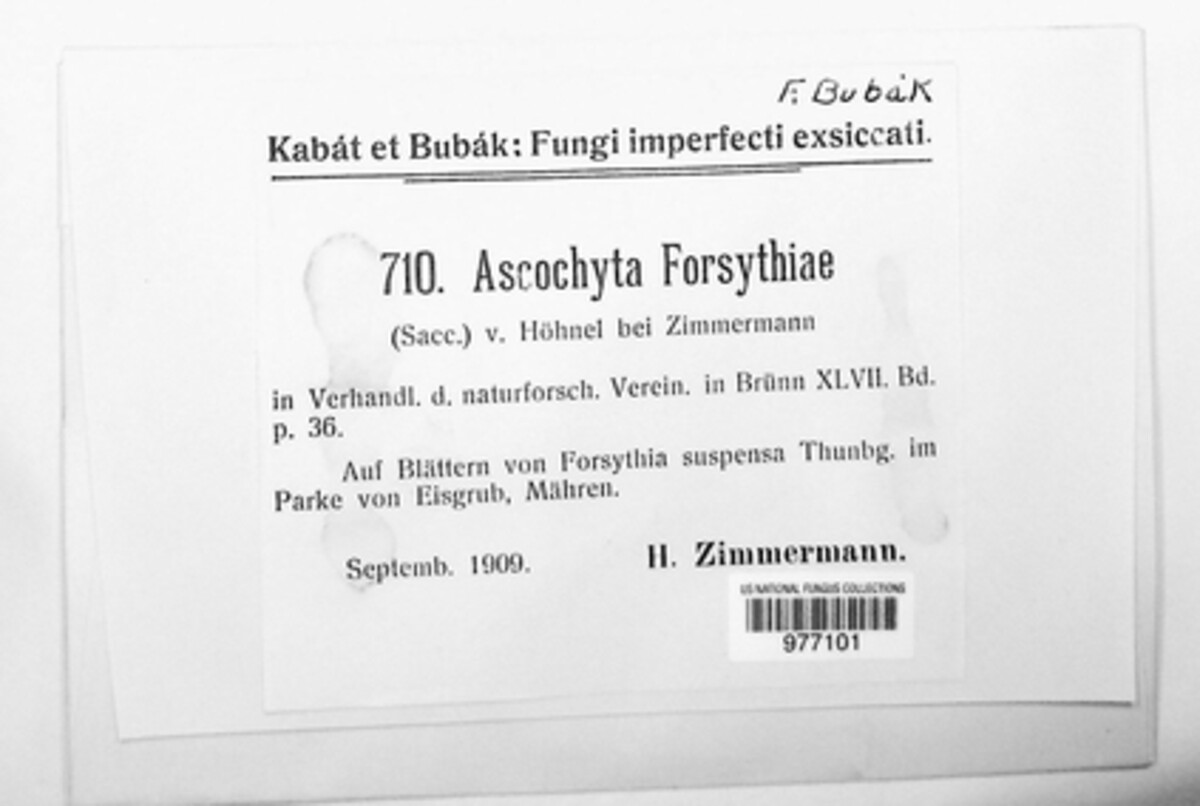 F. Bubák
Kabát et Bubák: Fungi imperfecti exsiccati.
710. Ascochyta Forsythiae
(Sacc.) v. Höhnel bei Zimmermann
in Verhandl. d. naturforsch. Verein. in Brünn XLVII. Bd.
p. 36.
Auf Blättern von Forsythia suspensa Thunbg. im
Parke von Eisgrub, Mähren.
Septemb. 1909. H. Zimmermann.
US NATIONAL FUNGUS COLLECTIONS
977101